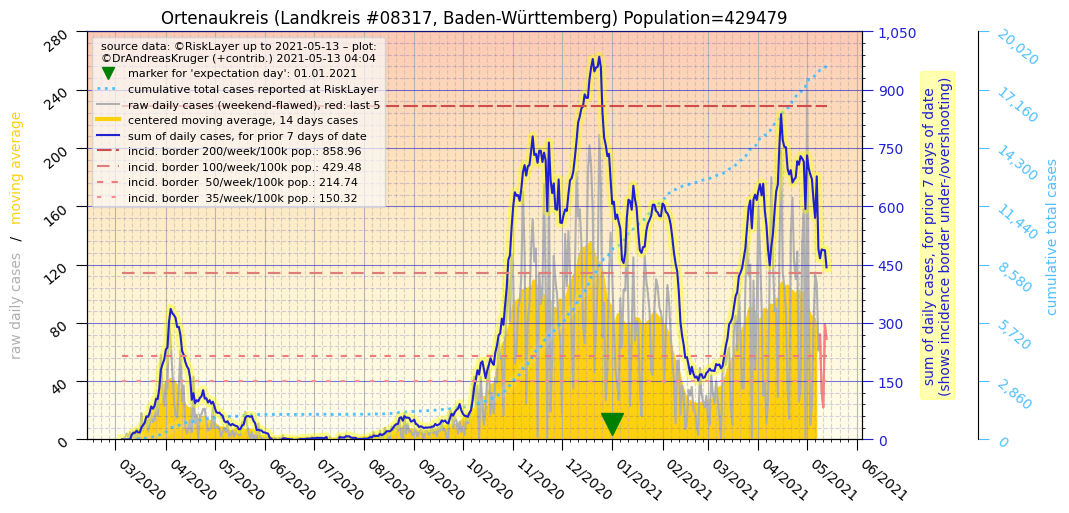 Ortenaukreis (Landkreis #08317, Baden-Württemberg) Population=429479
source data: ©RiskLayer up to 2021-05-13 – plot:
©DrAndreasKruger (+contrib.) 2021-05-13 04:04
marker for 'expectation day': 01.01.2021
cumulative total cases reported at RiskLayer
raw daily cases (weekend-flawed), red: last 5
centered moving average, 14 days cases
sum of daily cases, for prior 7 days of date
incid. border 200/week/100k pop.: 858.96
incid. border 100/week/100k pop.: 429.48
incid. border 50/week/100k pop.: 214.74
incid. border 35/week/100k pop.: 150.32
raw daily cases / moving average
280
240
200
160
120
80
40
0
03/2020
04/2020
05/2020
06/2020
07/2020
08/2020
09/2020
10/2020
11/2020
12/2020
01/2021
02/2021
03/2021
04/2021
05/2021
06/2021
1,050
900
750
600
450
300
150
0
sum of daily cases, for prior 7 days of date
(shows incidence border under-/overshooting)
20,020
17,160
14,300
11,440
8,580
5,720
2,860
0
cumulative total cases